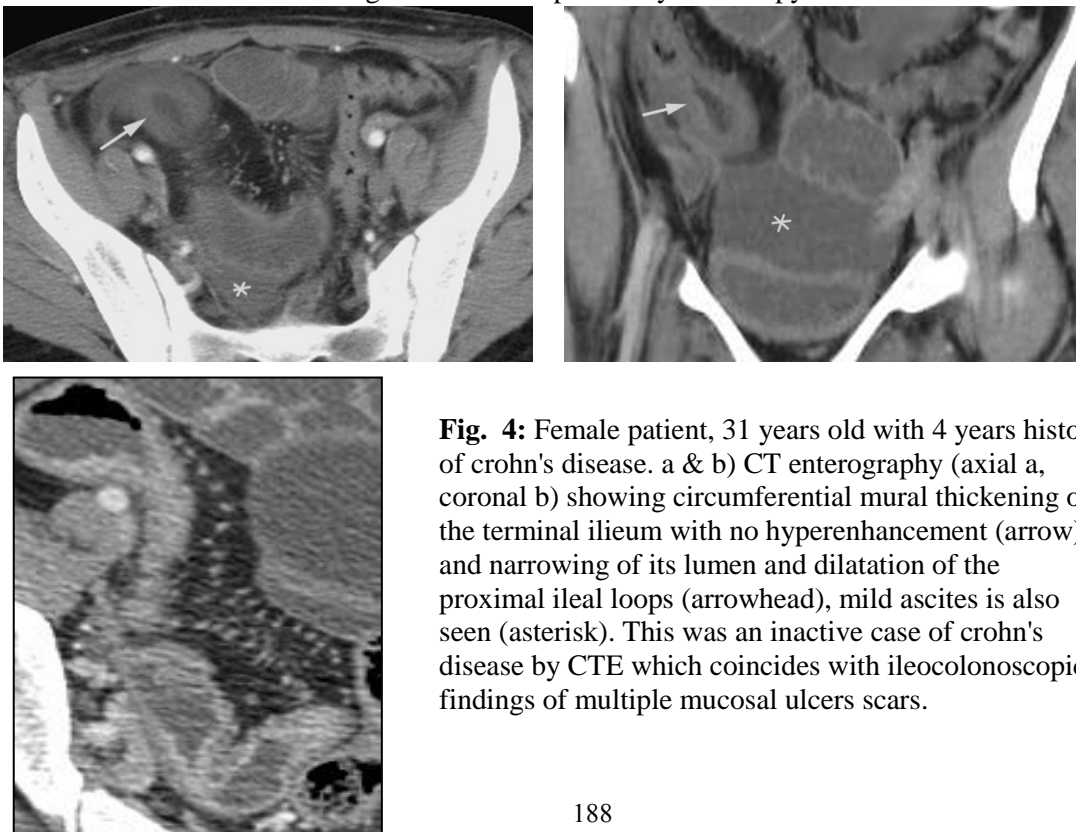 Fig. 4: Female patient, 31 years old with 4 years histo
of crohn's disease. a & b) CT enterography (axial a,
coronal b) showing circumferential mural thickening o
the terminal ilieum with no hyperenhancement (arrow)
and narrowing of its lumen and dilatation of the
proximal ileal loops (arrowhead), mild ascites is also
seen (asterisk). This was an inactive case of crohn's
disease by CTE which coincides with ileocolonoscopic
findings of multiple mucosal ulcers scars.
188